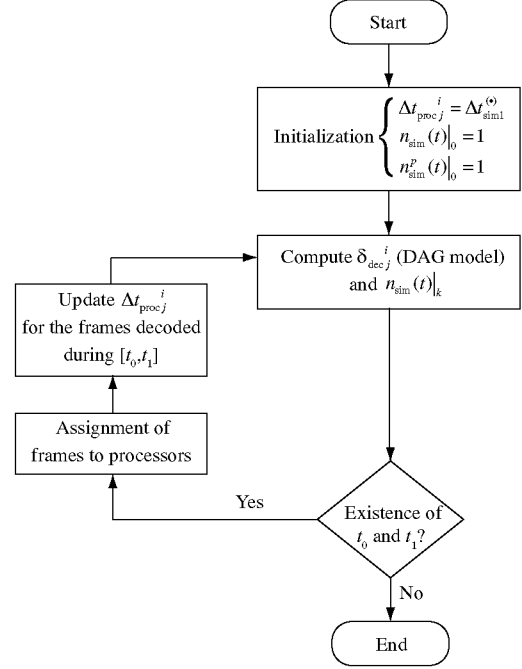 Start
Initialization { Δt_proc j^i = Δt_sim1^(•)
n_sim (t)|_0 = 1
n_sim^p (t)|_0 = 1
Compute δ_dec j^i (DAG model)
and n_sim (t)|_k
Update Δt_proc j^i
for the frames decoded
during [t_0,t_1]
Assignment of
frames to processors
Yes
Existence of
t_0 and t_1?
No
End